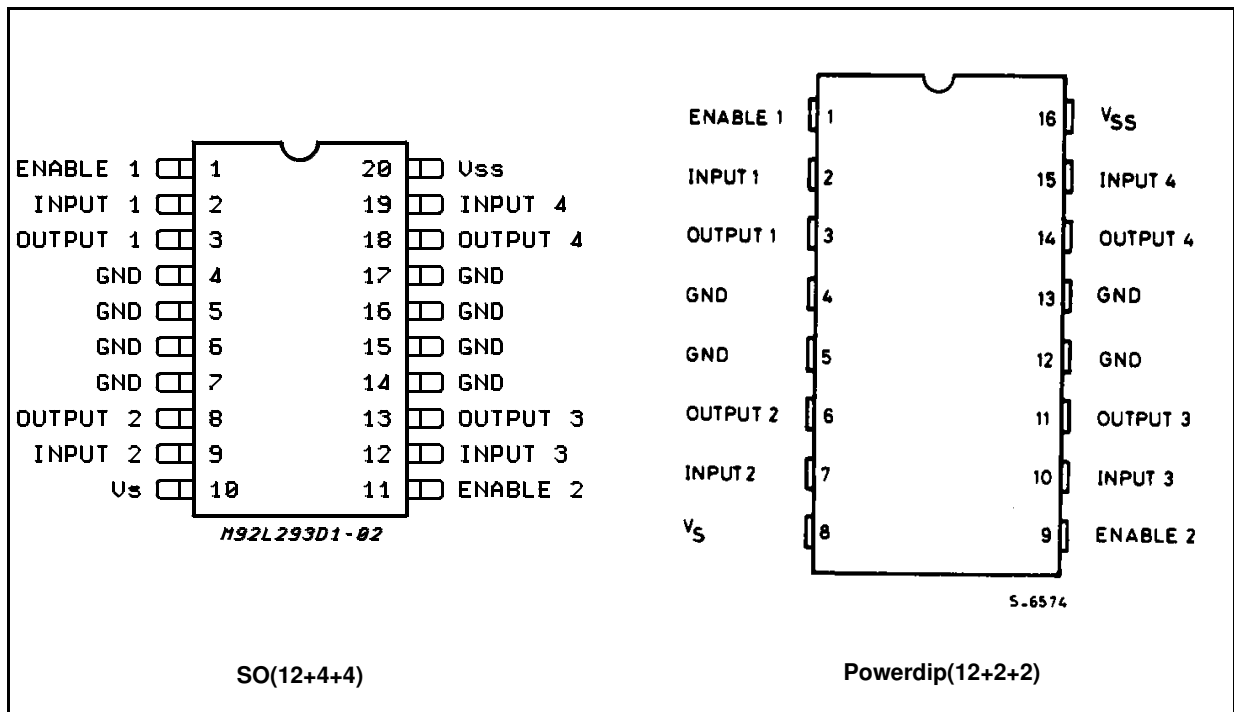 ENABLE 1 1 20 Vss
INPUT 1 2 19 INPUT 4
OUTPUT 1 3 18 OUTPUT 4
GND 4 17 GND
GND 5 16 GND
GND 6 15 GND
GND 7 14 GND
OUTPUT 2 8 13 OUTPUT 3
INPUT 2 9 12 INPUT 3
Vs 10 11 ENABLE 2
M92L293D1-02
SO(12+4+4)
ENABLE 1 1 16 VSS
INPUT 1 2 15 INPUT 4
OUTPUT 1 3 14 OUTPUT 4
GND 4 13 GND
GND 5 12 GND
OUTPUT 2 6 11 OUTPUT 3
INPUT 2 7 10 INPUT 3
VS 8 9 ENABLE 2
S-6574
Powerdip(12+2+2)